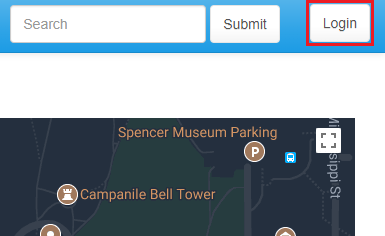 Search Submit Login
Spencer Museum Parking
P
Mississippi St
Campanile Bell Tower